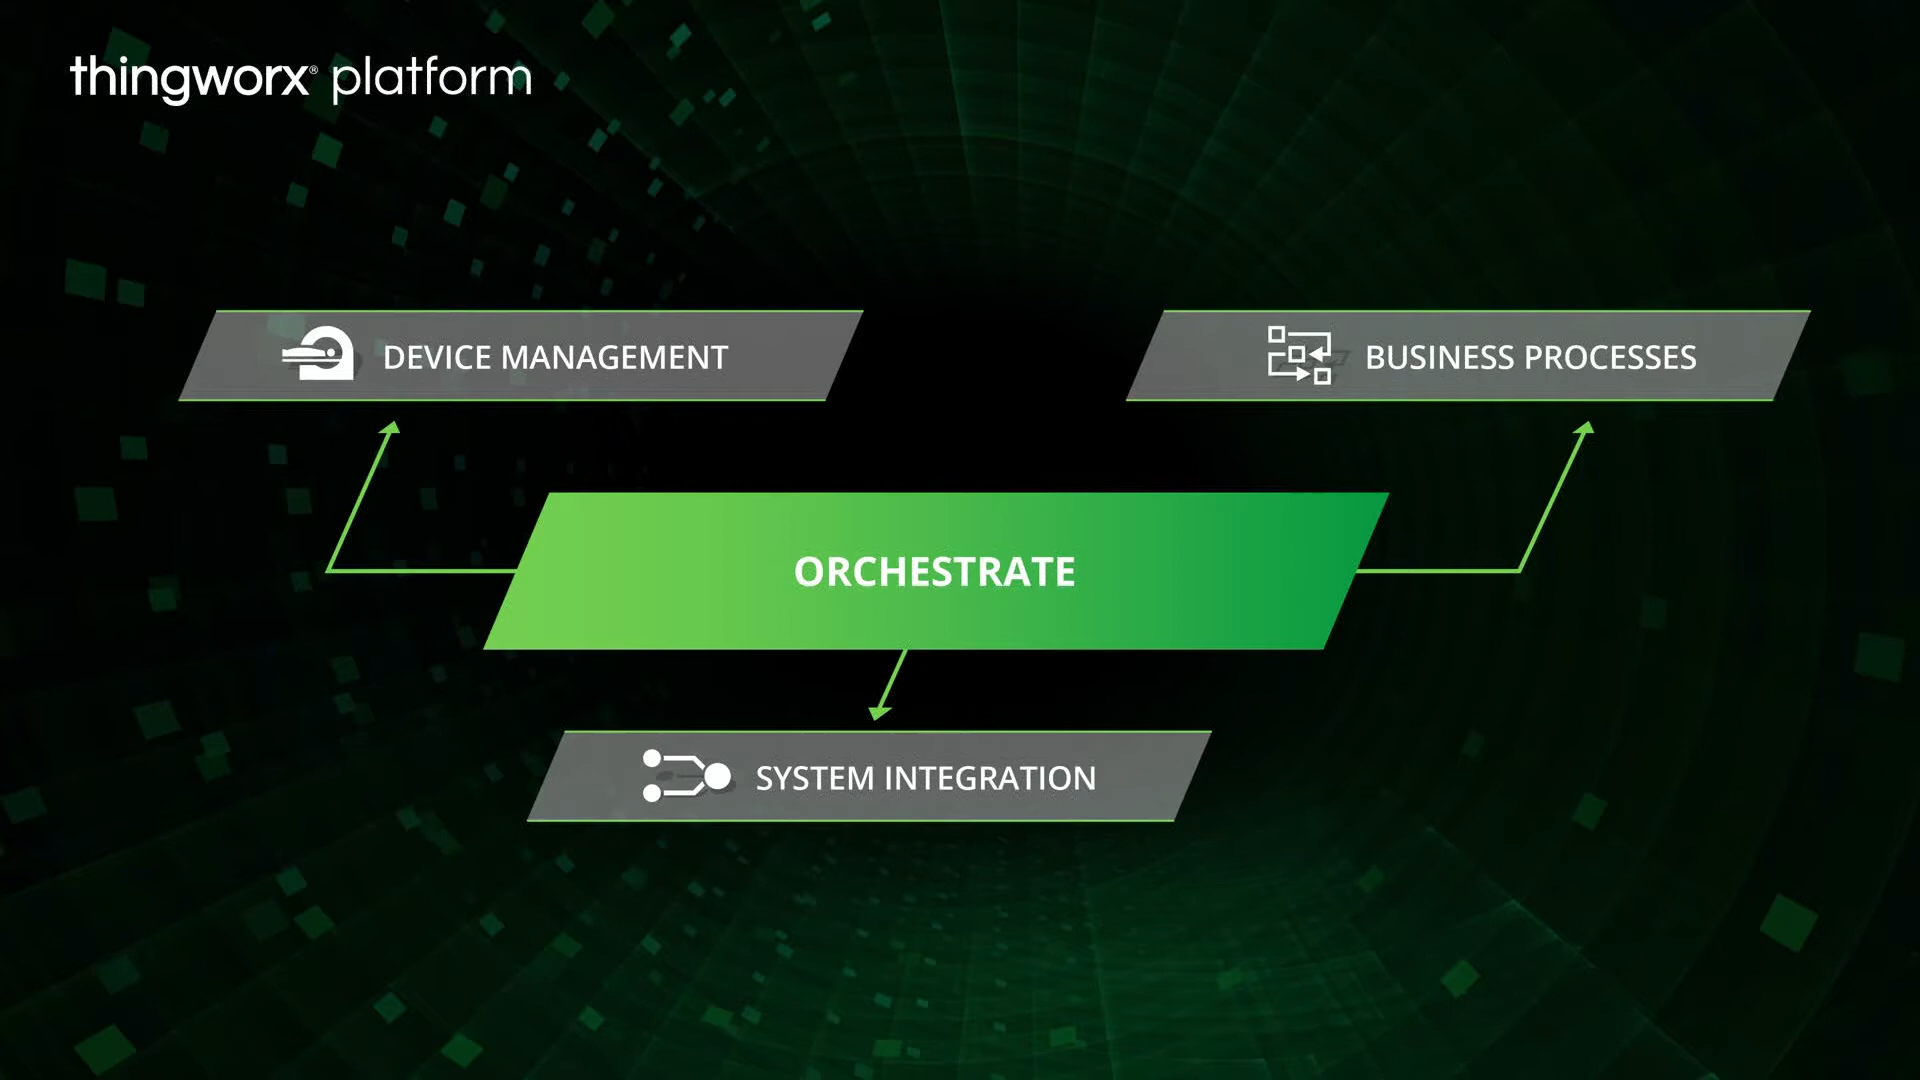 thingworx® platform
DEVICE MANAGEMENT
BUSINESS PROCESSES
ORCHESTRATE
SYSTEM INTEGRATION